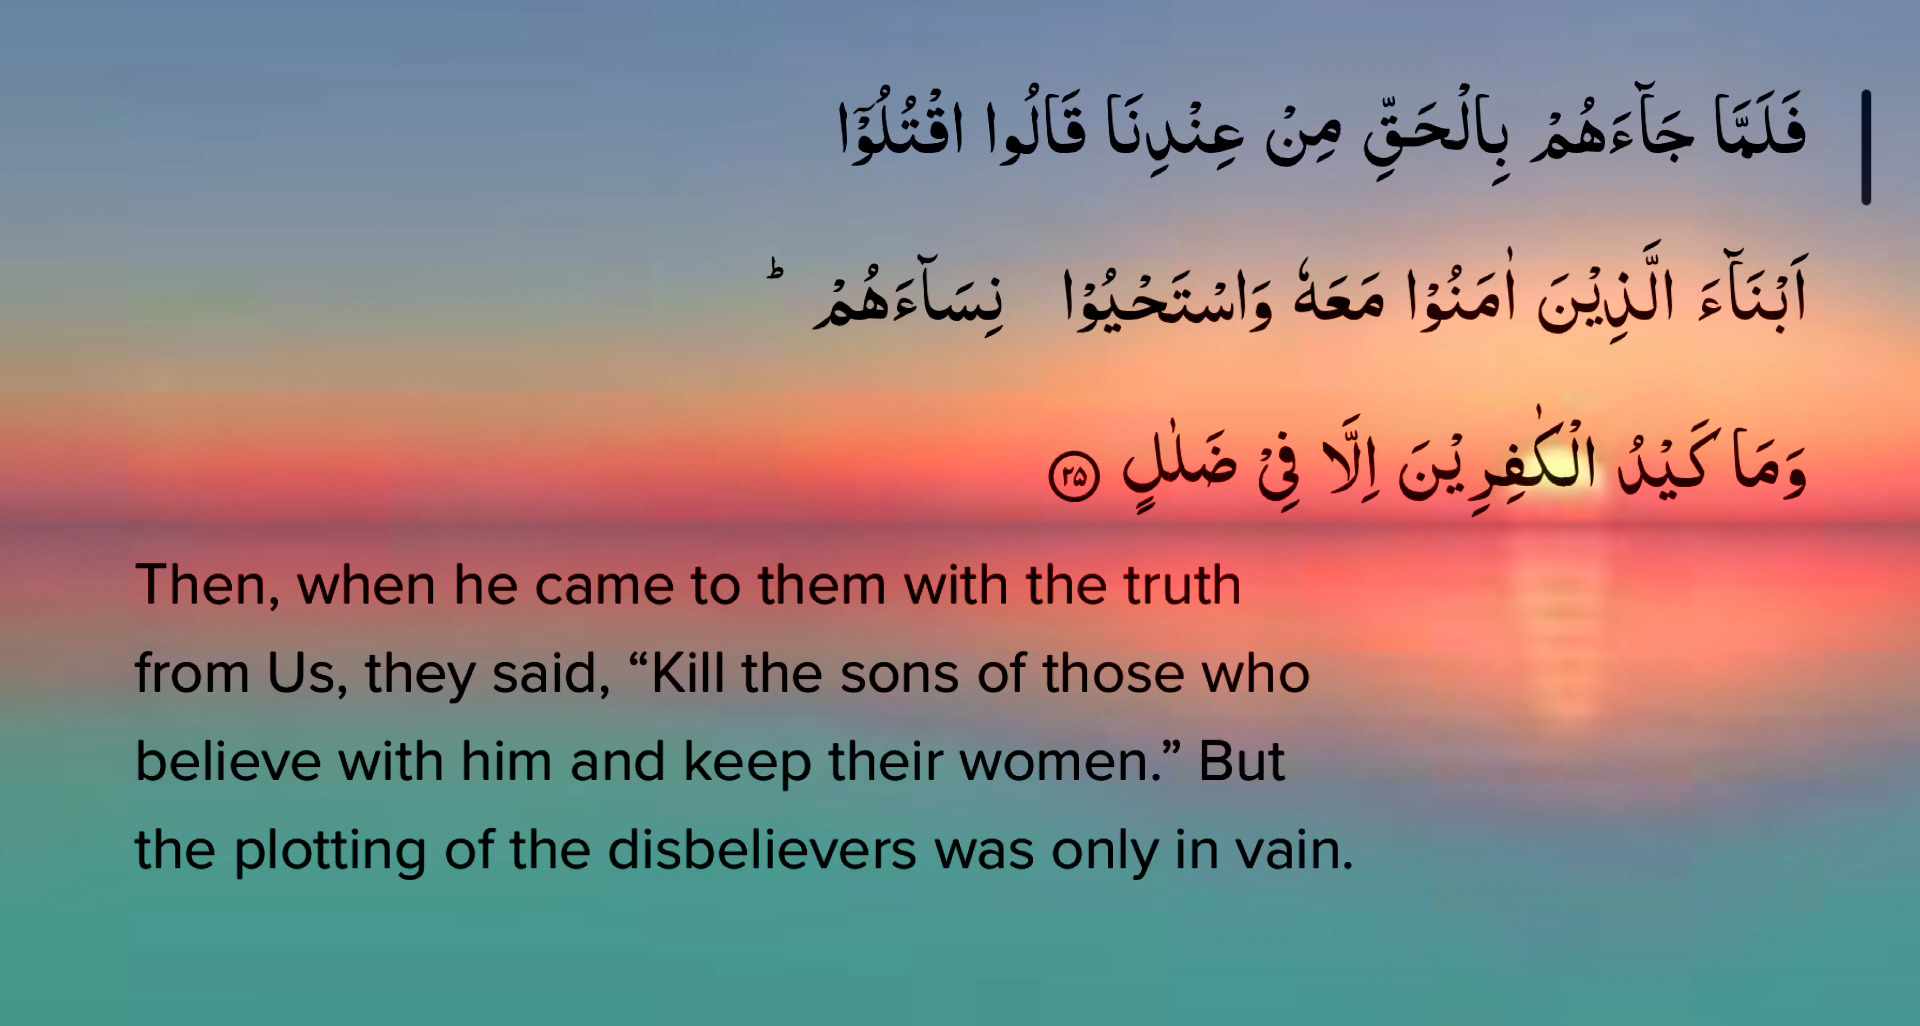 فَلَمَّا جَآءَهُمْ بِالْحَقِّ مِنْ عِنْدِنَا قَالُوا اقْتُلُوْٓا
اَبْنَآءَ الَّذِيْنَ اٰمَنُوْا مَعَهٗ وَاسْتَحْيُوْا نِسَآءَهُمْ ؕ
وَمَا كَيْدُ الْكٰفِرِيْنَ اِلَّا فِيْ ضَلٰلٍ ۲۵
Then, when he came to them with the truth
from Us, they said, “Kill the sons of those who
believe with him and keep their women.” But
the plotting of the disbelievers was only in vain.